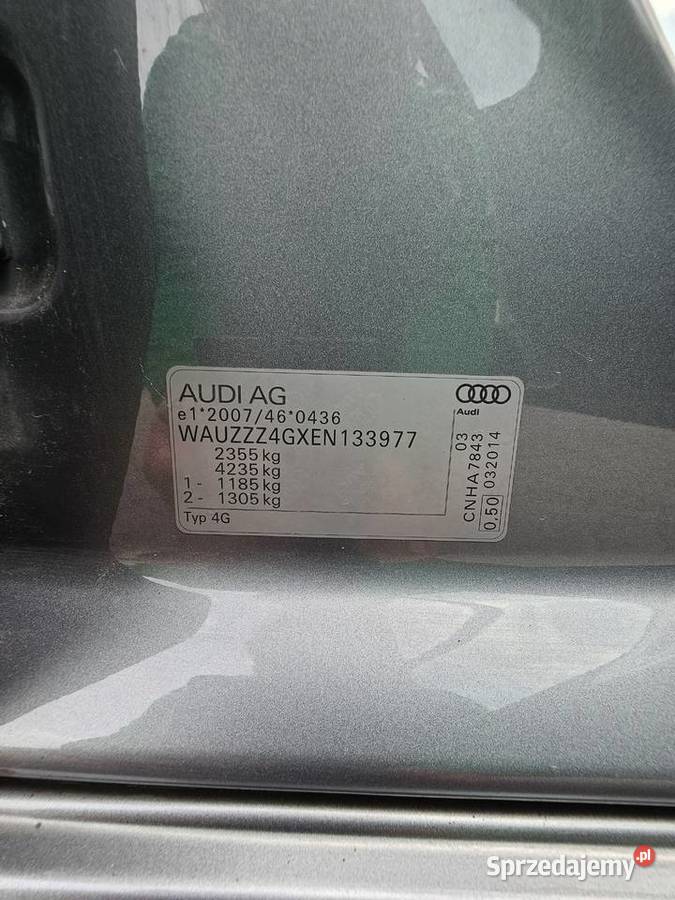 AUDI AG
Audi
e1*2007/46*0436
WAUZZZ4GXEN133977
2355 kg
4235 kg
1 - 1185 kg
2 - 1305 kg
Typ 4G
CNHA7843 03
0.50 032014
Sprzedajemy.pl